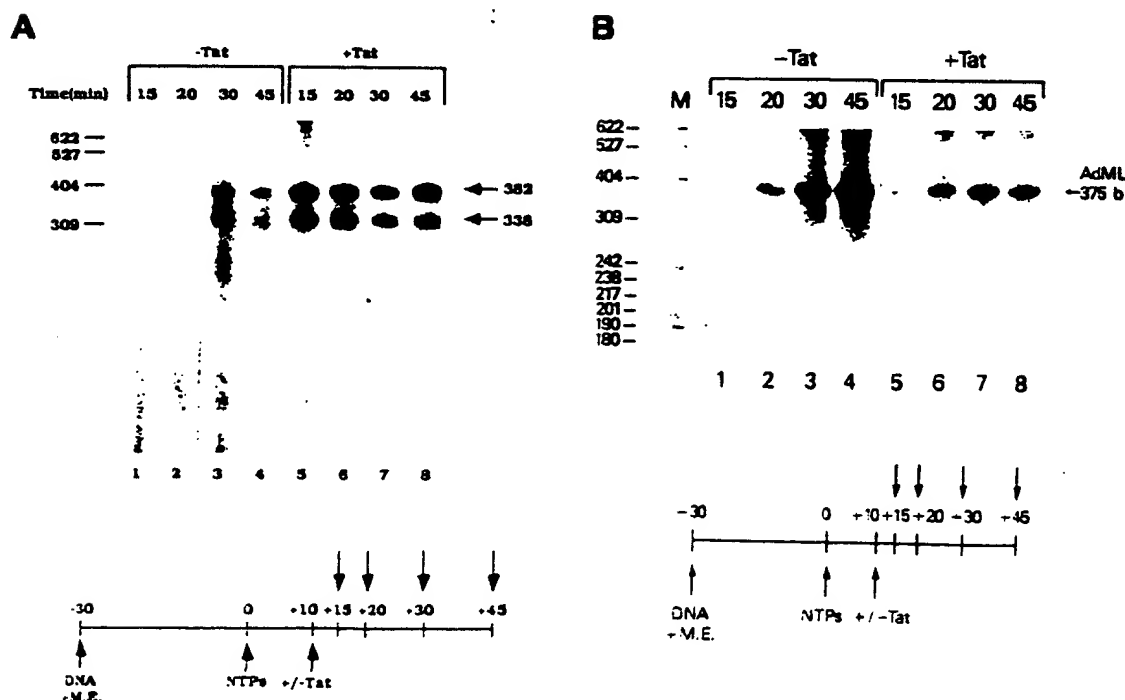 A
-Tat +Tat
Time(min) 15 20 30 45 15 20 30 45
622
527
404
382
338
309
1 2 3 4 5 6 7 8
-30 0 +10 +15 +20 +30 +45
DNA NTPs +/-Tat
B
-Tat +Tat
M 15 20 30 45 15 20 30 45
622
527
404
AdML
375 b
309
242
238
217
201
190
180
1 2 3 4 5 6 7 8
-30 0 +10 +15 +20 +30 +45
DNA NTPs +/-Tat
+M.E.